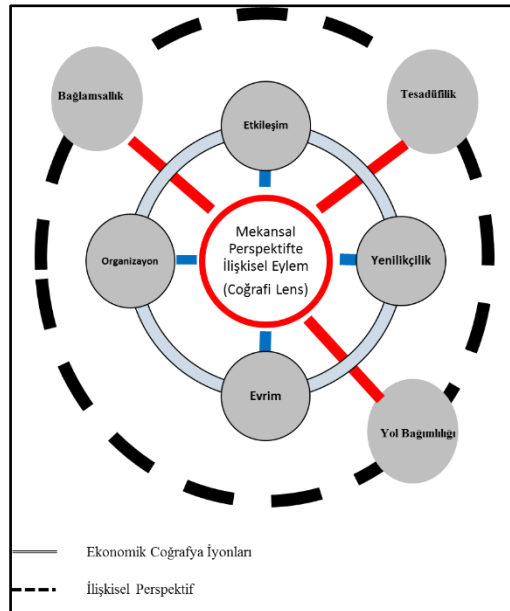 Bağlamsallık
Tesadüfilik
Etkileşim
Mekansal
Perspektifte
İlişkisel Eylem
(Coğrafi Lens)
Organizayon
Yenilikçilik
Evrim
Yol Bağımlılığı
Ekonomik Coğrafya İyonları
İlişkisel Perspektif